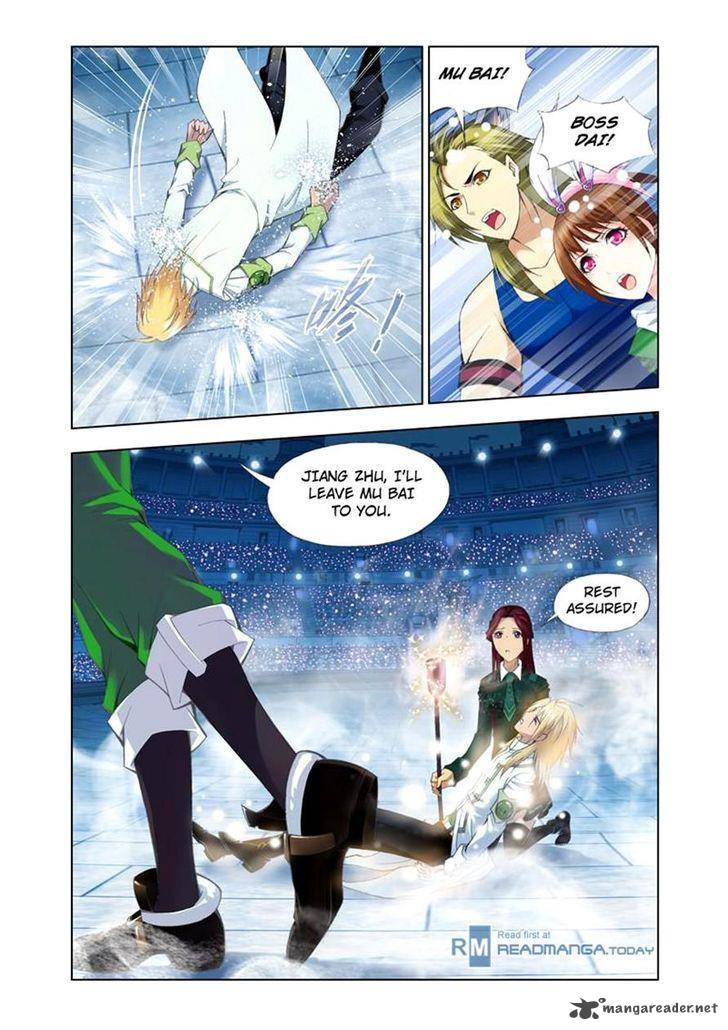 MU BAI!
BOSS
DAI!
咚!
JIANG ZHU, I'LL
LEAVE MU BAI
TO YOU.
REST
ASSURED!
RM
Read first at
READMANGA.TODAY
mangareader.net